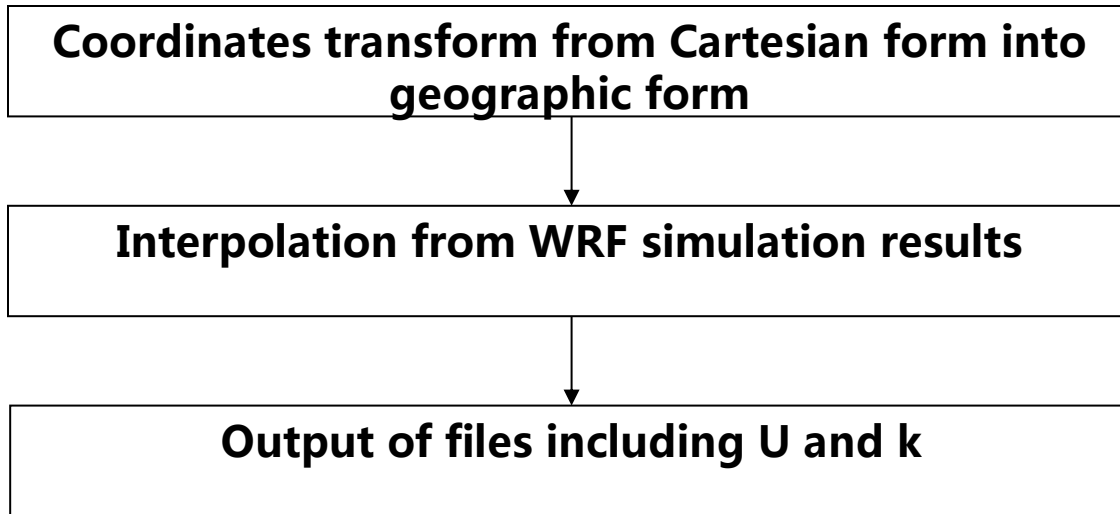 Coordinates transform from Cartesian form into
geographic form
Interpolation from WRF simulation results
Output of files including U and k